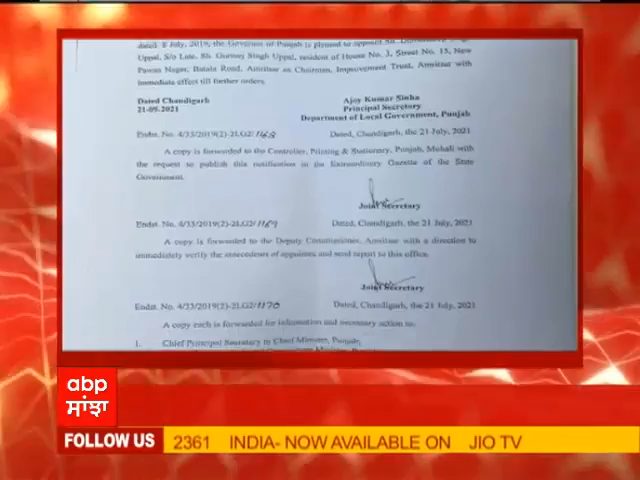 dated 8 July, 2019, the Governor of Punjab is pleased to appoint Sh.
Uppal, S/o Late. Sh. Gurmej Singh Uppal, resident of House No. 3, Street No. 15, New
Pawan Nagar, Batala Road, Amritsar as Chairman, Improvement Trust, Amritsar with
immediate effect till further orders.
Dated Chandigarh
21-05-2021
Ajoy Kumar Sinha
Principal Secretary
Department of Local Government, Punjab
Endst. No. 4/33/2019(2)-2LG2/1168
Dated, Chandigarh, the 21 July, 2021
A copy is forwarded to the Controller, Printing & Stationery, Punjab, Mohali with
the request to publish this notification in the Extraordinary Gazette of the State
Government.
Joint Secretary
Endst. No. 4/33/2019(2)-2LG2/1169
Dated, Chandigarh, the 21 July, 2021
A copy is forwarded to the Deputy Commissioner, Amritsar with a direction to
immediately verify the antecedents of appointee and send report to this office.
Joint Secretary
Endst. No. 4/33/2019(2)-2LG2/1170
Dated, Chandigarh, the 21 July, 2021
A copy each is forwarded for information and necessary action to:
1. Chief Principal Secretary to Chief Minister, Punjab;
abp
ਸਾਂਝਾ
FOLLOW US
2361 INDIA- NOW AVAILABLE ON JIO TV